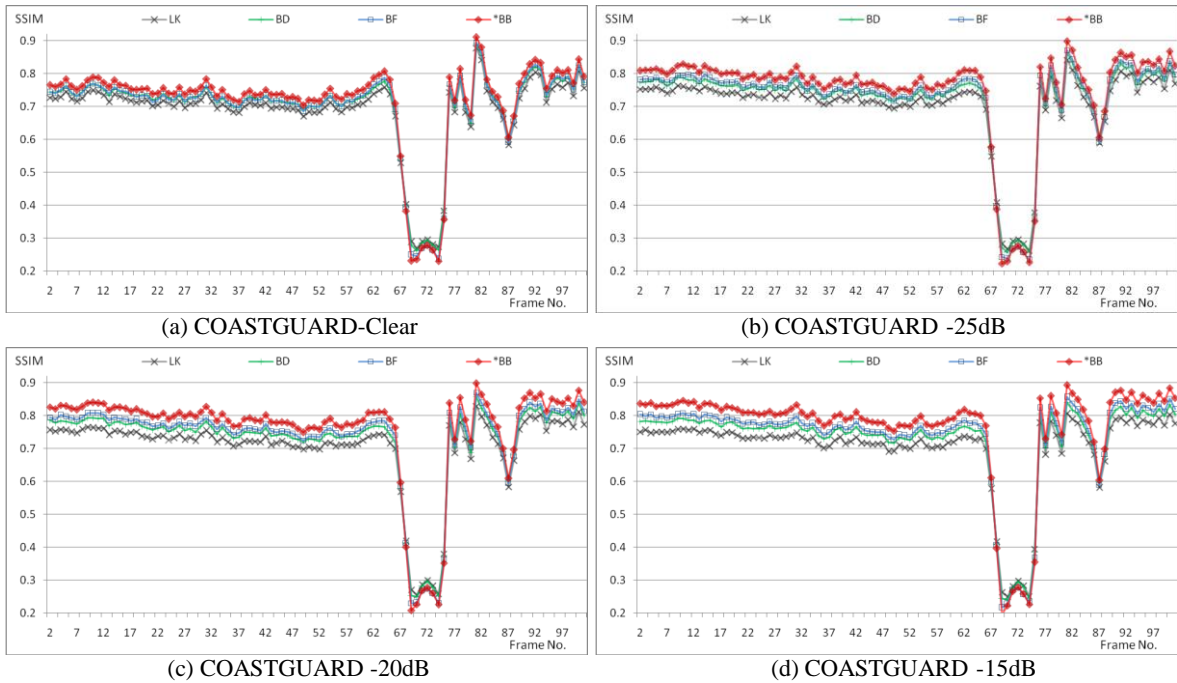 SSIM LK BD BF *BB
0.9
0.8
0.7
0.6
0.5
0.4
0.3
0.2
2 7 12 17 22 27 32 37 42 47 52 57 62 67 72 77 82 87 92 97
Frame No.
(a) COASTGUARD-Clear
SSIM LK BD BF *BB
0.9
0.8
0.7
0.6
0.5
0.4
0.3
0.2
2 7 12 17 22 27 32 37 42 47 52 57 62 67 72 77 82 87 92 97
Frame No.
(b) COASTGUARD -25dB
SSIM LK BD BF *BB
0.9
0.8
0.7
0.6
0.5
0.4
0.3
0.2
2 7 12 17 22 27 32 37 42 47 52 57 62 67 72 77 82 87 92 97
Frame No.
(c) COASTGUARD -20dB
SSIM LK BD BF *BB
0.9
0.8
0.7
0.6
0.5
0.4
0.3
0.2
2 7 12 17 22 27 32 37 42 47 52 57 62 67 72 77 82 87 92 97
Frame No.
(d) COASTGUARD -15dB